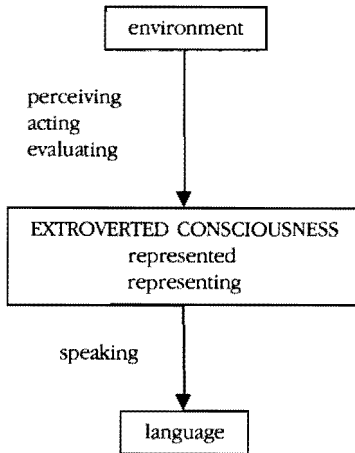 environment
perceiving
acting
evaluating
EXTROVERTED CONSCIOUSNESS
represented
representing
speaking
language